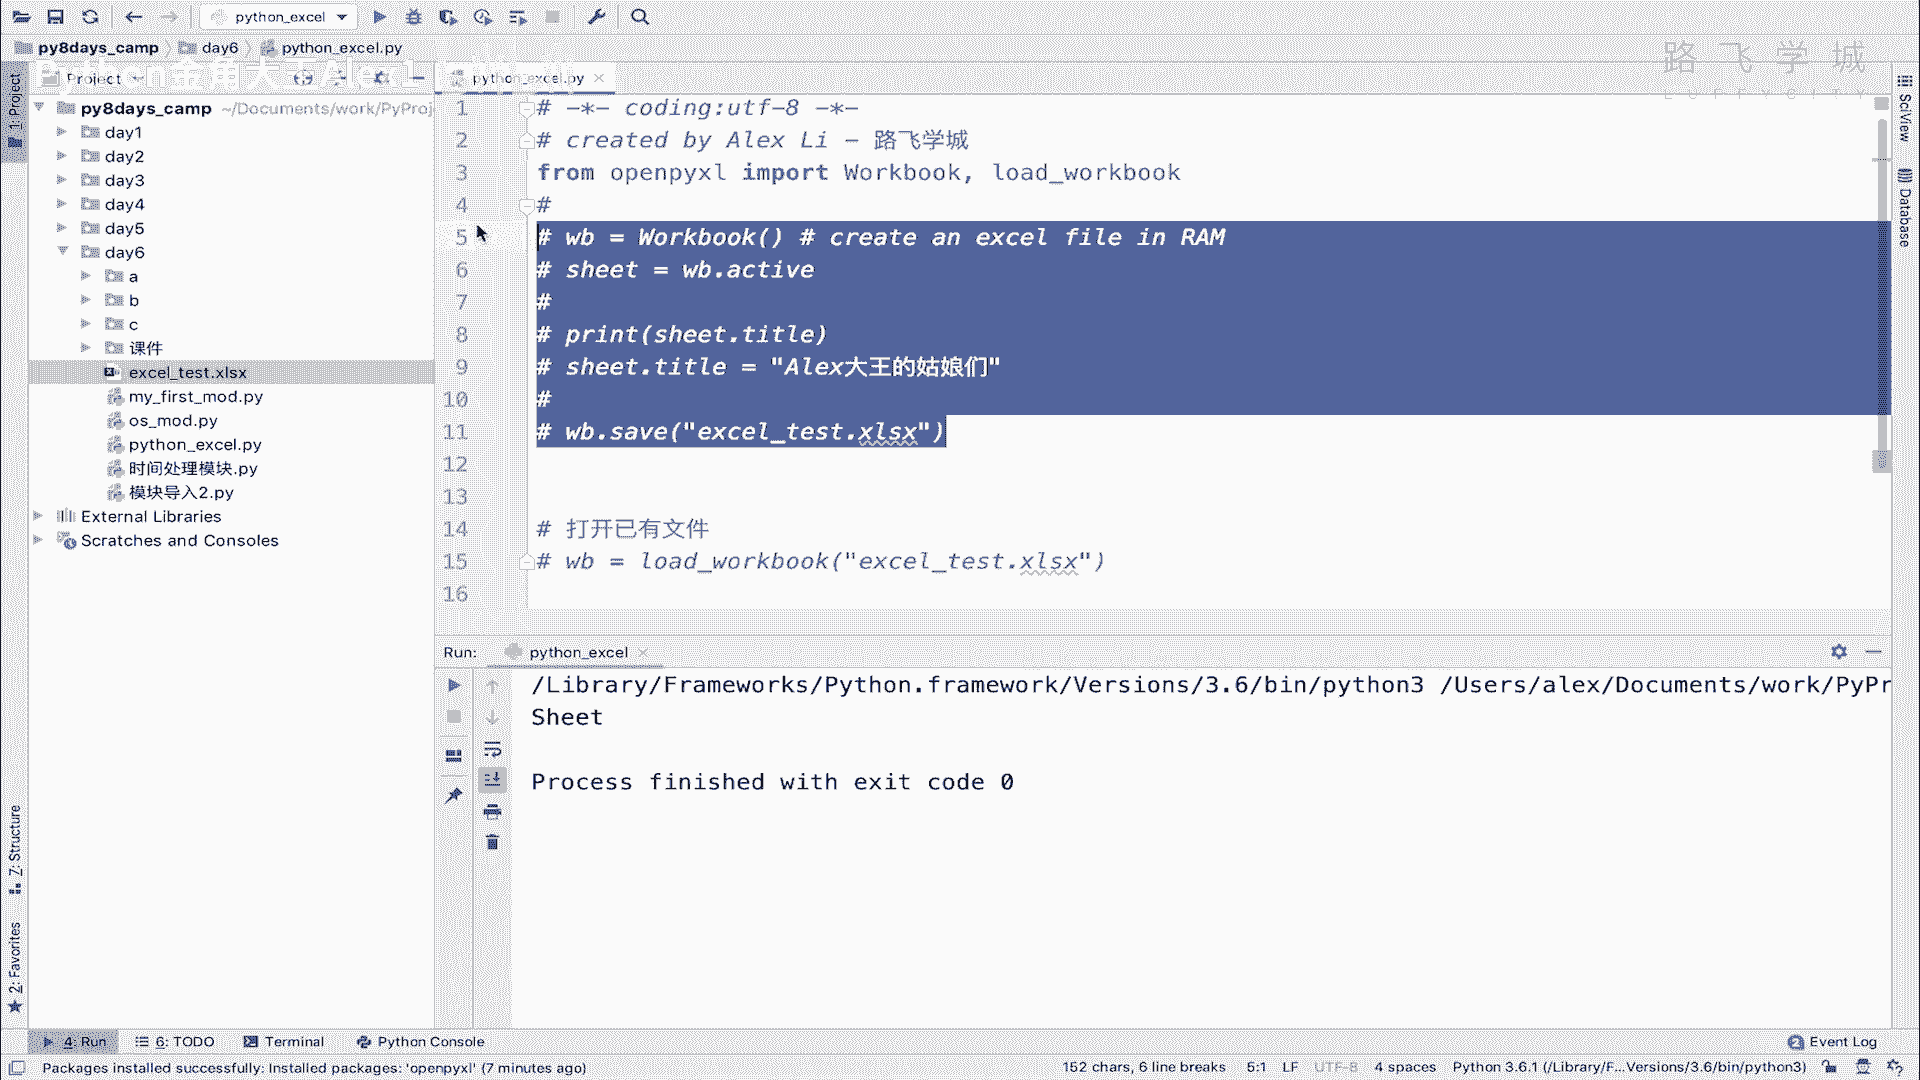 python_excel
py8days_camp
day6
python_excel.py
路飞学城
LUFFYCITY
Python金角大王Alex1
Project
python_excel.py
1: Project
py8days_camp ~/Documents/work/PyProj
day1
day2
day3
day4
day5
day6
a
b
c
课件
excel_test.xlsx
my_first_mod.py
os_mod.py
python_excel.py
时间处理模块.py
模块导入2.py
External Libraries
Scratches and Consoles
1 # -*- coding:utf-8 -*-
2 # created by Alex Li - 路飞学城
3 from openpyxl import Workbook, load_workbook
4 #
5 # wb = Workbook() # create an excel file in RAM
6 # sheet = wb.active
7 #
8 # print(sheet.title)
9 # sheet.title = "Alex大王的姑娘们"
10 #
11 # wb.save("excel_test.xlsx")
12
13
14 # 打开已有文件
15 # wb = load_workbook("excel_test.xlsx")
16
SciView
Database
Run: python_excel
/Library/Frameworks/Python.framework/Versions/3.6/bin/python3 /Users/alex/Documents/work/PyPr
Sheet
Process finished with exit code 0
7: Structure
2: Favorites
4: Run
6: TODO
Terminal
Python Console
2 Event Log
Packages installed successfully: Installed packages: 'openpyxl' (7 minutes ago)
152 chars, 6 line breaks
5:1
LF
UTF-8
4 spaces
Python 3.6.1 (/Library/F...Versions/3.6/bin/python3)